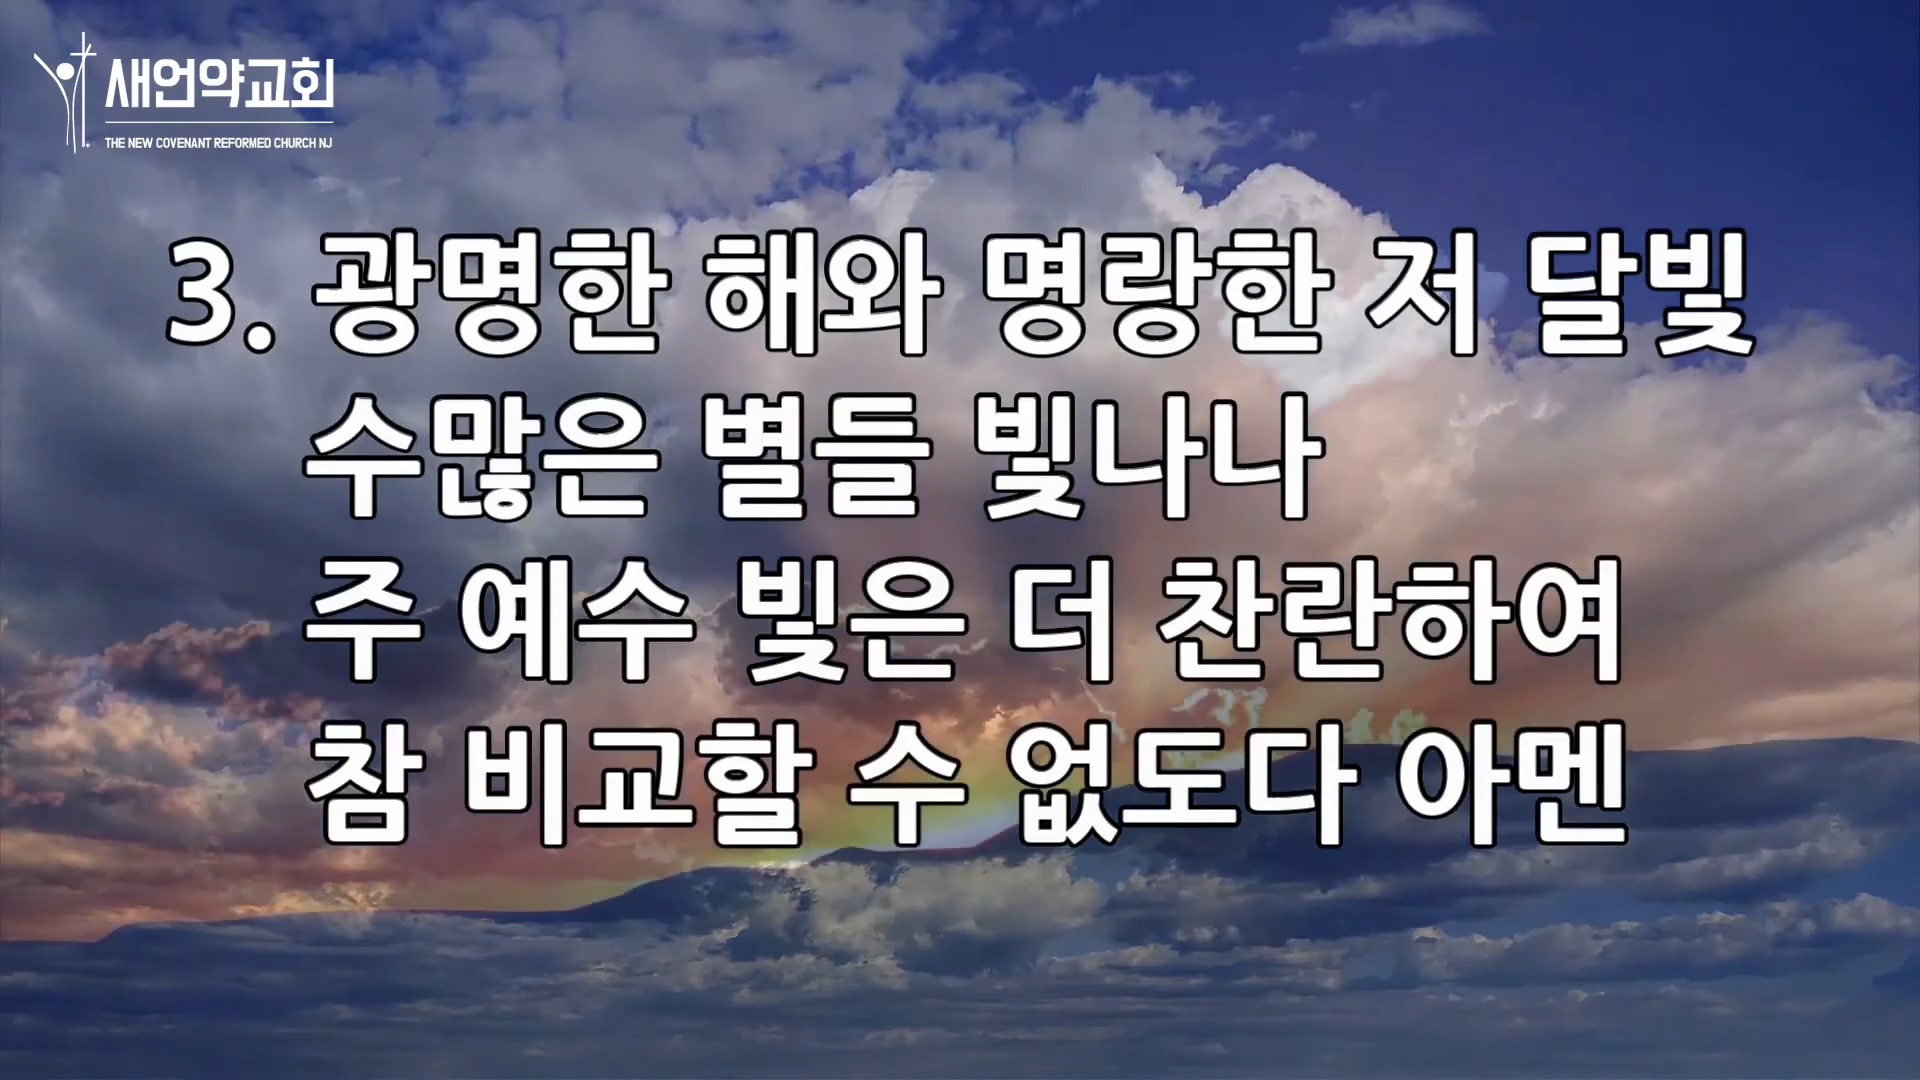 새언약교회
THE NEW COVENANT REFORMED CHURCH NJ
3. 광명한 해와 명랑한 저 달빛
수많은 별들 빛나나
주 예수 빛은 더 찬란하여
참 비교할 수 없도다 아멘